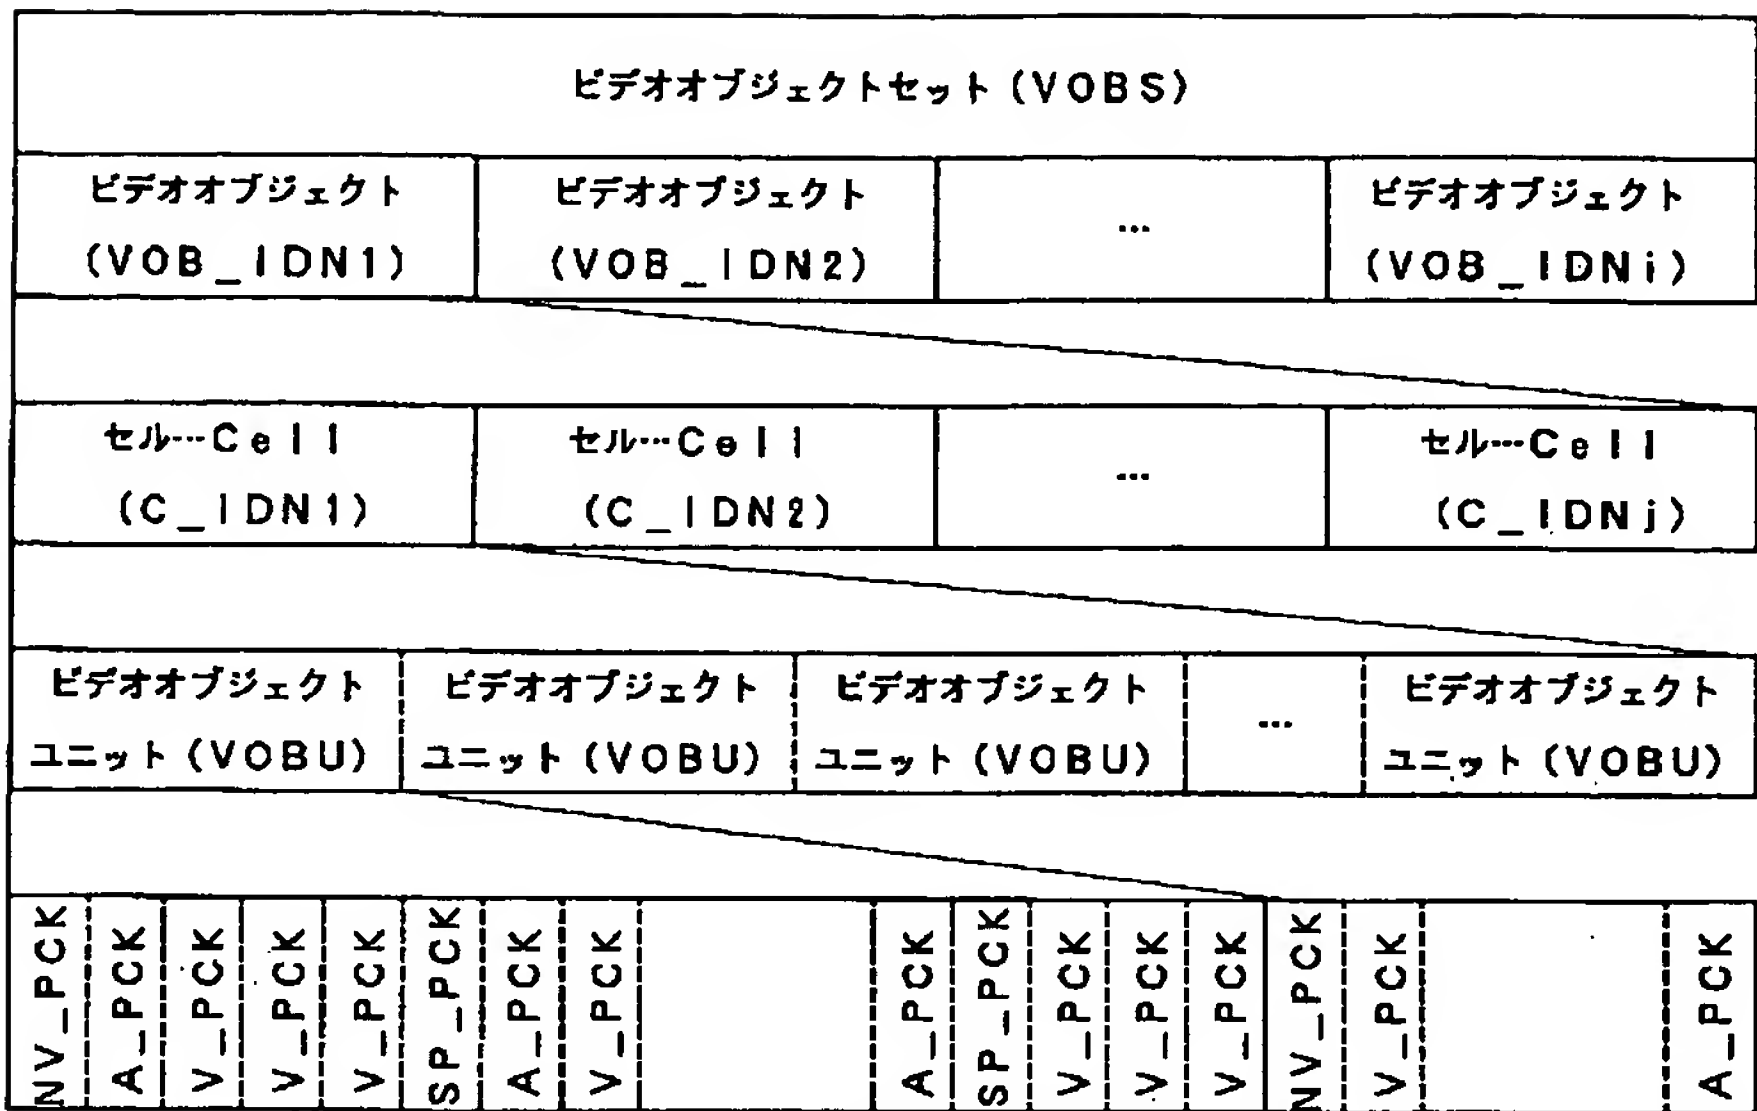 ビデオオブジェクトセット(VOBS)
ビデオオブジェクト
(VOB_IDN1)
ビデオオブジェクト
(VOB_IDN2)
…
ビデオオブジェクト
(VOB_IDNi)
セル…Cell
(C_IDN1)
セル…Cell
(C_IDN2)
…
セル…Cell
(C_IDNj)
ビデオオブジェクト
ユニット(VOBU)
ビデオオブジェクト
ユニット(VOBU)
ビデオオブジェクト
ユニット(VOBU)
…
ビデオオブジェクト
ユニット(VOBU)
NV_PCK
A_PCK
V_PCK
V_PCK
V_PCK
SP_PCK
A_PCK
V_PCK
A_PCK
SP_PCK
V_PCK
V_PCK
V_PCK
NV_PCK
V_PCK
A_PCK